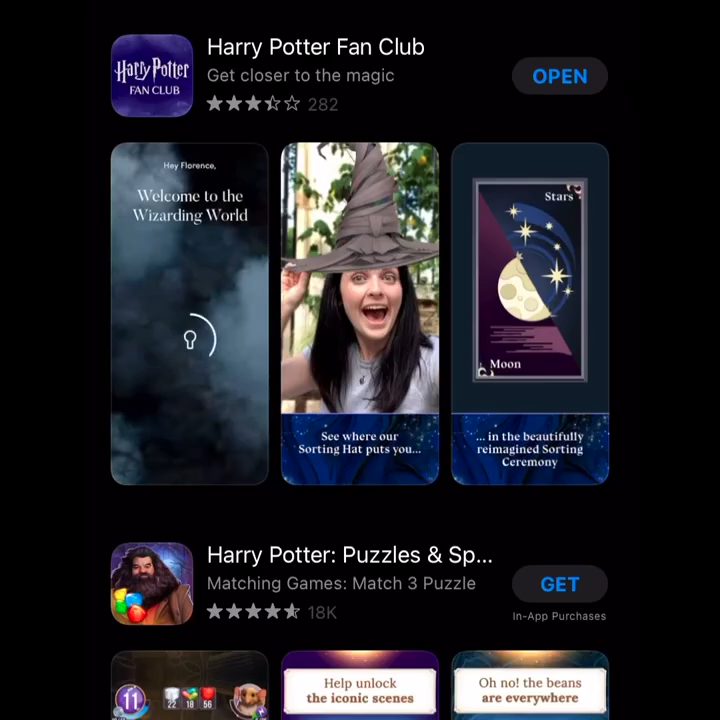 Harry Potter
FAN CLUB
Harry Potter Fan Club
Get closer to the magic
282
OPEN
Hey Florence,
Welcome to the
Wizarding World
See where our
Sorting Hat puts you...
Stars
Moon
... in the beautifully
reimagined Sorting
Ceremony
Harry Potter: Puzzles & Sp...
Matching Games: Match 3 Puzzle
18K
GET
In-App Purchases
11
22 18 56
Help unlock
the iconic scenes
Oh no! the beans
are everywhere